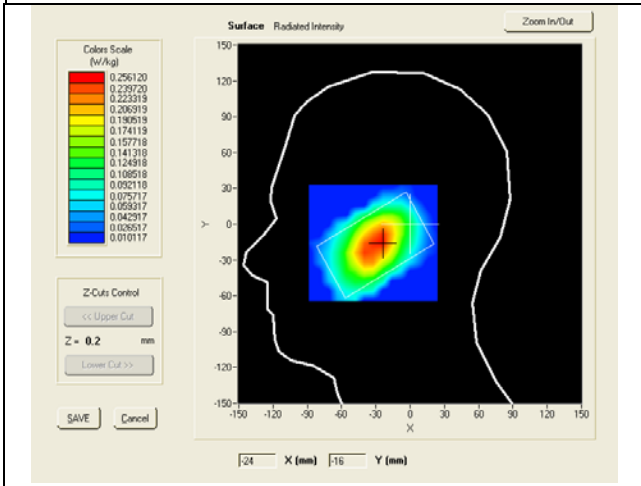 Surface Radiated Intensity
Zoom In/Out
Colors Scale
(W/kg)
0.256120
0.239720
0.223319
0.206919
0.190519
0.174119
0.157718
0.141318
0.124918
0.108518
0.092118
0.075717
0.059317
0.042917
0.026517
0.010117
Z-Cuts Control
<< Upper Cut
Z = 0.2 mm
Lower Cut >>
SAVE Cancel
150
120
90
60
30
0
-30
-60
-90
-120
-150
Y
-150 -120 -90 -60 -30 0 30 60 90 120 150
X
-24 X (mm) -16 Y (mm)